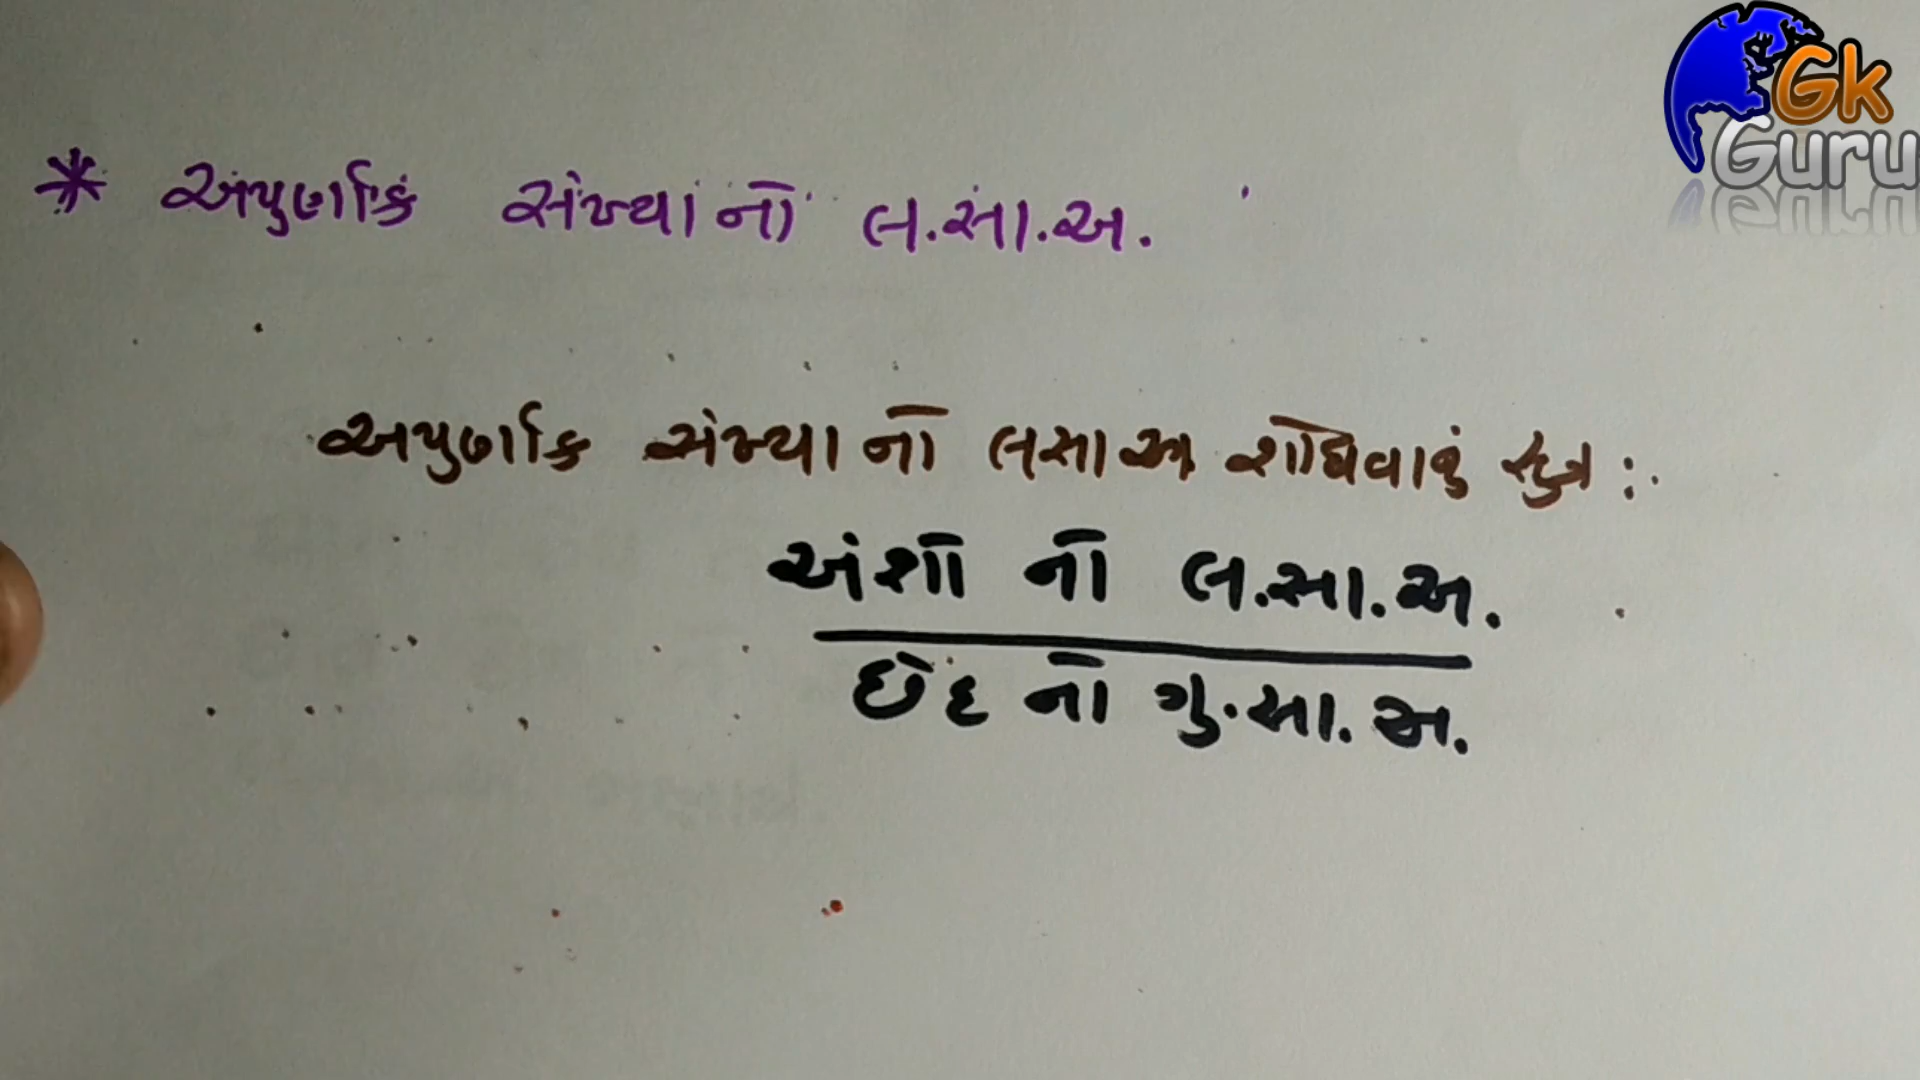 Gk
Guru
* અપુર્ણાંક સંખ્યાનો લ.સા.અ.
અપુર્ણાક સંખ્યાનો લસાઅ શોધવાનું સુત્ર :.
અંશો નો લ.સા.અ.
છેદ નો ગુ.સા.અ.